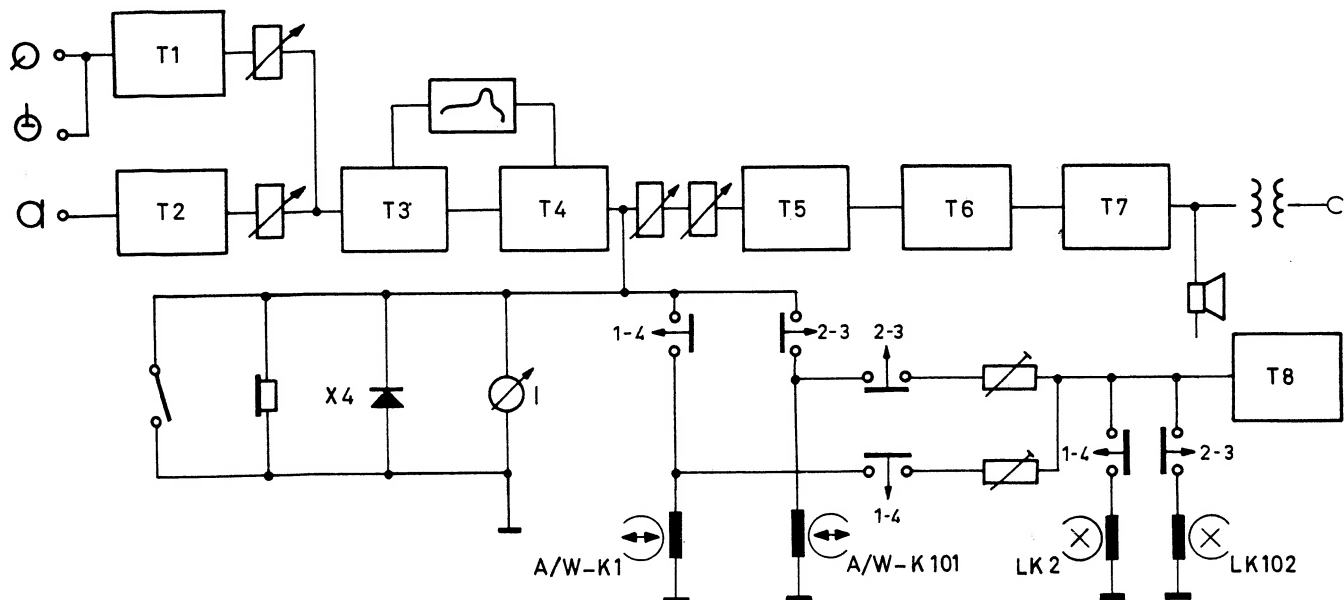 T1
T2
T3
T4
T5
T6
T7
1-4
2-3
2-3
X4
I
T8
1-4
2-3
1-4
A/W-K1
A/W-K101
LK2
LK102